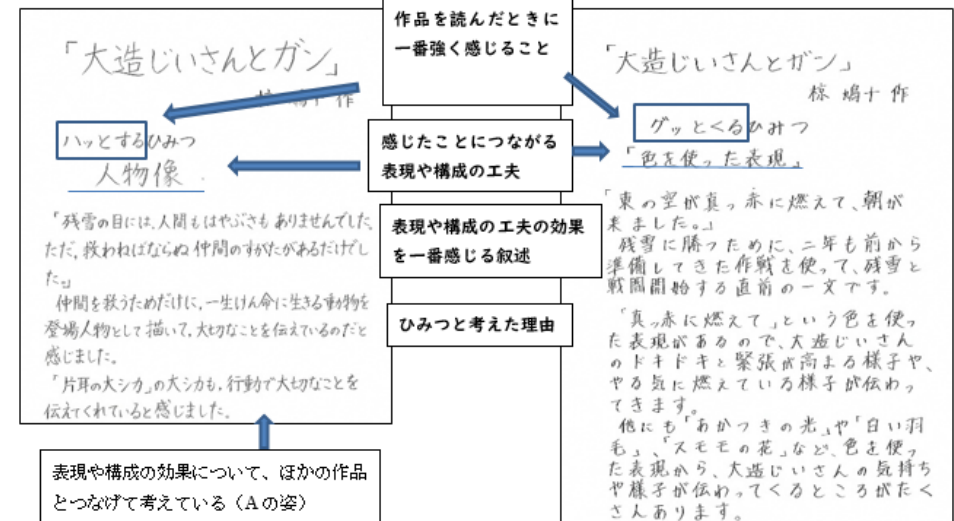 「大造じいさんとガン」
椋 鳩十 作
ハッとするひみつ
人物像
「残雪の目には、人間もはやぶさもありませんでした。
ただ、救わねばならぬ仲間のすがたがあるだけでし
た。」
仲間を救うためだけに、一生けん命に生きる動物を
登場人物として描いて、大切なことを伝えているのだと
感じました。
「片耳の大シカ」の大シカも、行動で大切なことを
伝えてくれていると感じました。
表現や構成の効果について、ほかの作品
とつなげて考えている(Aの姿)
作品を読んだときに
一番強く感じること
感じたことにつながる
表現や構成の工夫
表現や構成の工夫の効果
を一番感じる叙述
ひみつと考えた理由
「大造じいさんとガン」
椋 鳩十 作
グッとくるひみつ
「色を使った表現」
「東の空が真っ赤に燃えて、朝が
来ました。」
残雪に勝つために、二年も前から
準備してきた作戦を使って、残雪と
戦闘開始する直前の一文です。
「真っ赤に燃えて」という色を使っ
た表現があるので、大造じいさん
のドキドキと緊張が高まる様子や、
やる気に燃えている様子が伝わっ
てきます。
他にも「あかつきの光」や「白い羽
毛」、「スモモの花」など、色を使っ
た表現から、大造じいさんの気持ち
や様子が伝わってくるところがたく
さんあります。